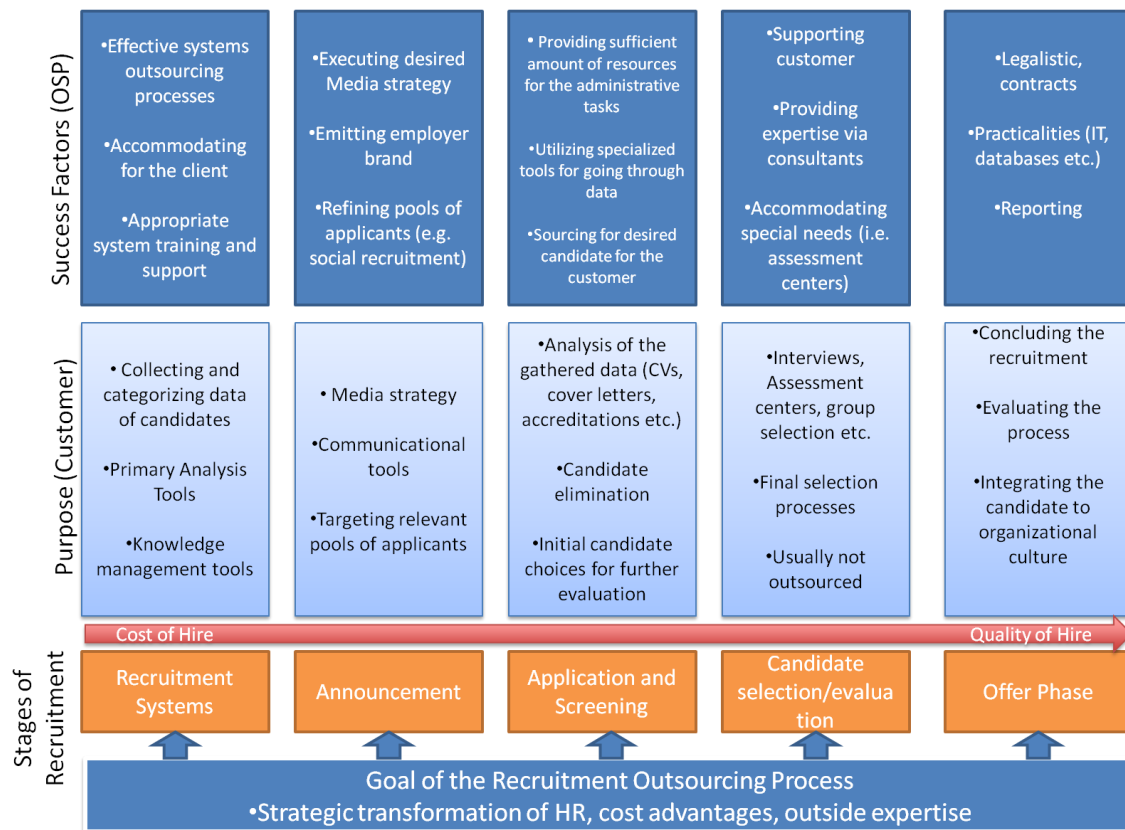 Success Factors (OSP)
•Effective systems
outsourcing
processes
•Accommodating
for the client
•Appropriate
system training and
support
•Executing desired
Media strategy
•Emitting employer
brand
•Refining pools of
applicants (e.g.
social recruitment)
• Providing sufficient
amount of resources
for the administrative
tasks
•Utilizing specialized
tools for going through
data
•Sourcing for desired
candidate for the
customer
•Supporting
customer
•Providing
expertise via
consultants
•Accommodating
special needs (i.e.
assessment
centers)
•Legalistic,
contracts
•Practicalities (IT,
databases etc.)
•Reporting
Purpose (Customer)
• Collecting and
categorizing data
of candidates
•Primary Analysis
Tools
•Knowledge
management tools
• Media strategy
•Communicational
tools
•Targeting relevant
pools of applicants
•Analysis of the
gathered data (CVs,
cover letters,
accreditations etc.)
•Candidate
elimination
•Initial candidate
choices for further
evaluation
•Interviews,
Assessment
centers, group
selection etc.
•Final selection
processes
•Usually not
outsourced
•Concluding the
recruitment
•Evaluating the
process
•Integrating the
candidate to
organizational
culture
Cost of Hire
Quality of Hire
Stages of
Recruitment
Recruitment
Systems
Announcement
Application and
Screening
Candidate
selection/evalua
tion
Offer Phase
Goal of the Recruitment Outsourcing Process
•Strategic transformation of HR, cost advantages, outside expertise